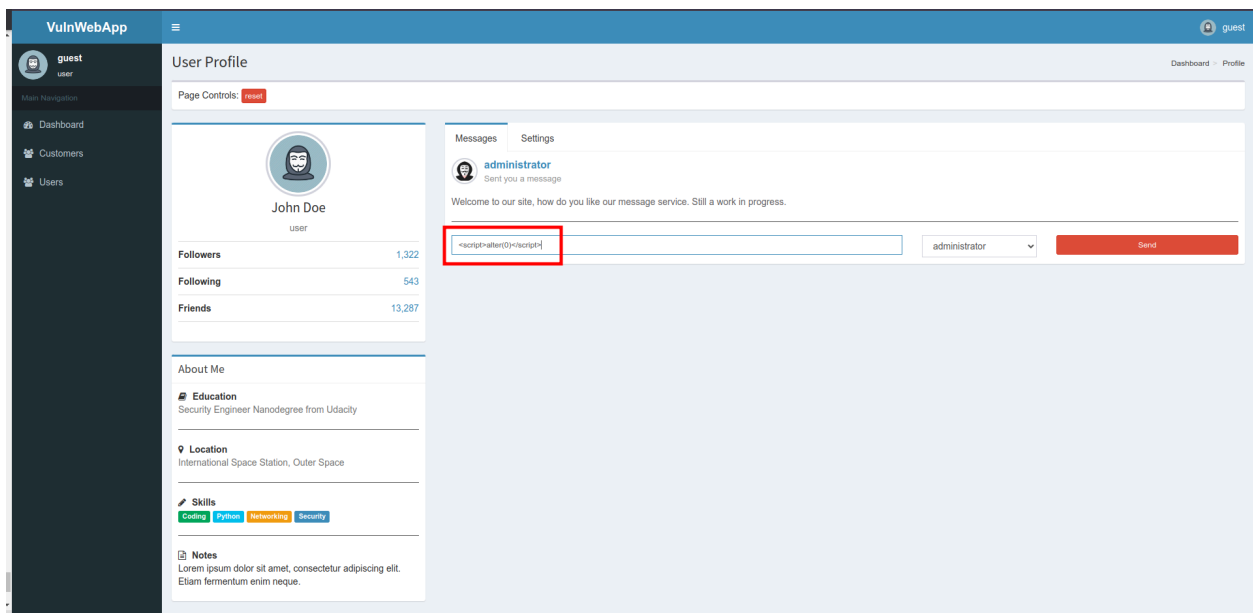 VulnWebApp
guest
guest
user
Main Navigation
Dashboard
Customers
Users
User Profile
Dashboard > Profile
Page Controls: reset
John Doe
user
Followers 1,322
Following 543
Friends 13,287
About Me
Education
Security Engineer Nanodegree from Udacity
Location
International Space Station, Outer Space
Skills
Coding Python Networking Security
Notes
Lorem ipsum dolor sit amet, consectetur adipiscing elit.
Etiam fermentum enim neque.
Messages Settings
administrator
Sent you a message
Welcome to our site, how do you like our message service. Still a work in progress.
<script>alter(0)</script>
administrator
Send